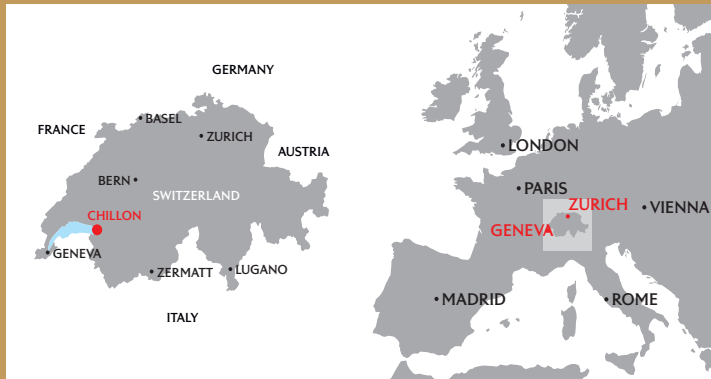 GERMANY
BASEL
FRANCE
ZURICH
AUSTRIA
BERN
SWITZERLAND
CHILLON
GENEVA
ZERMATT
LUGANO
ITALY
LONDON
PARIS
ZURICH
VIENNA
GENEVA
MADRID
ROME